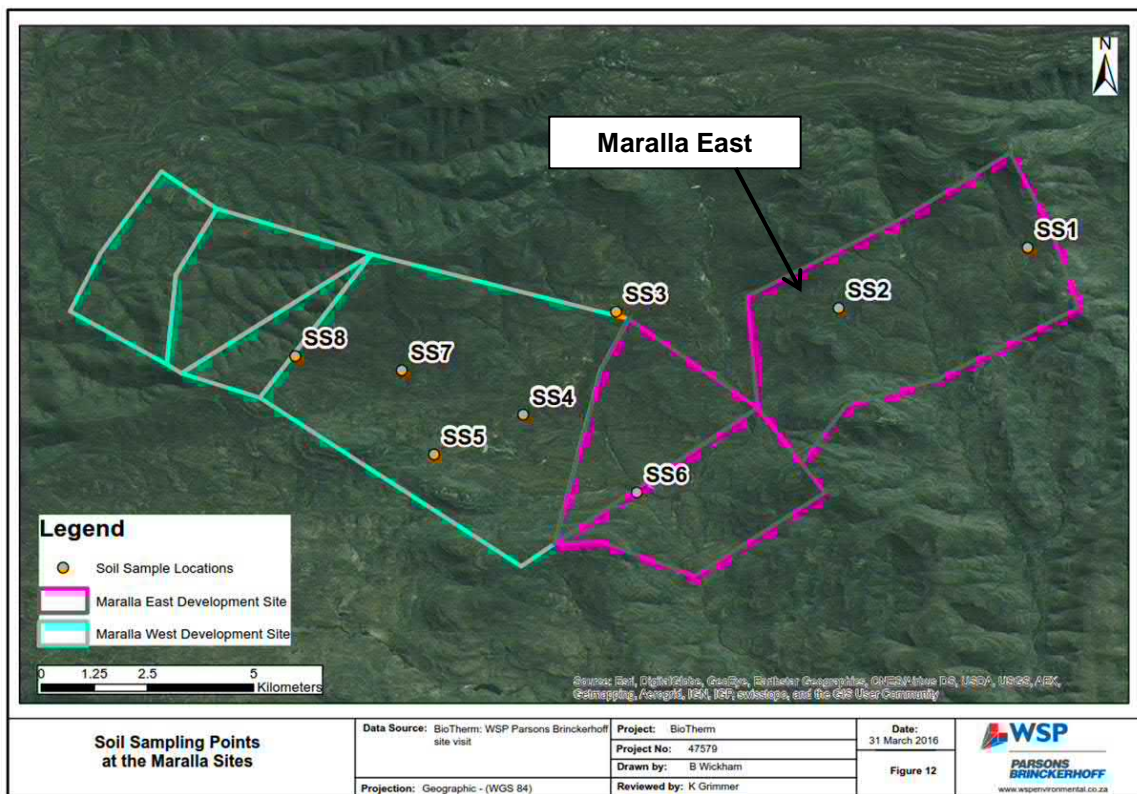 N
Maralla East
SS1
SS2
SS3
SS8
SS7
SS4
SS5
SS6
Legend
Soil Sample Locations
Maralla East Development Site
Maralla West Development Site
0 1.25 2.5 5
Kilometers
Source: Esri, DigitalGlobe, GeoEye, Earthstar Geographics, CNES/Airbus DS, USDA, USGS, AEX,
Getmapping, Aerogrid, IGN, IGP, swisstopo, and the GIS User Community
Soil Sampling Points
at the Maralla Sites
Data Source: BioTherm: WSP Parsons Brinckerhoff
site visit
Projection: Geographic - (WGS 84)
Project: BioTherm
Project No: 47579
Drawn by: B Wickham
Reviewed by: K Grimmer
Date:
31 March 2016
Figure 12
WSP
PARSONS
BRINCKERHOFF
www.wspenvironmental.co.za